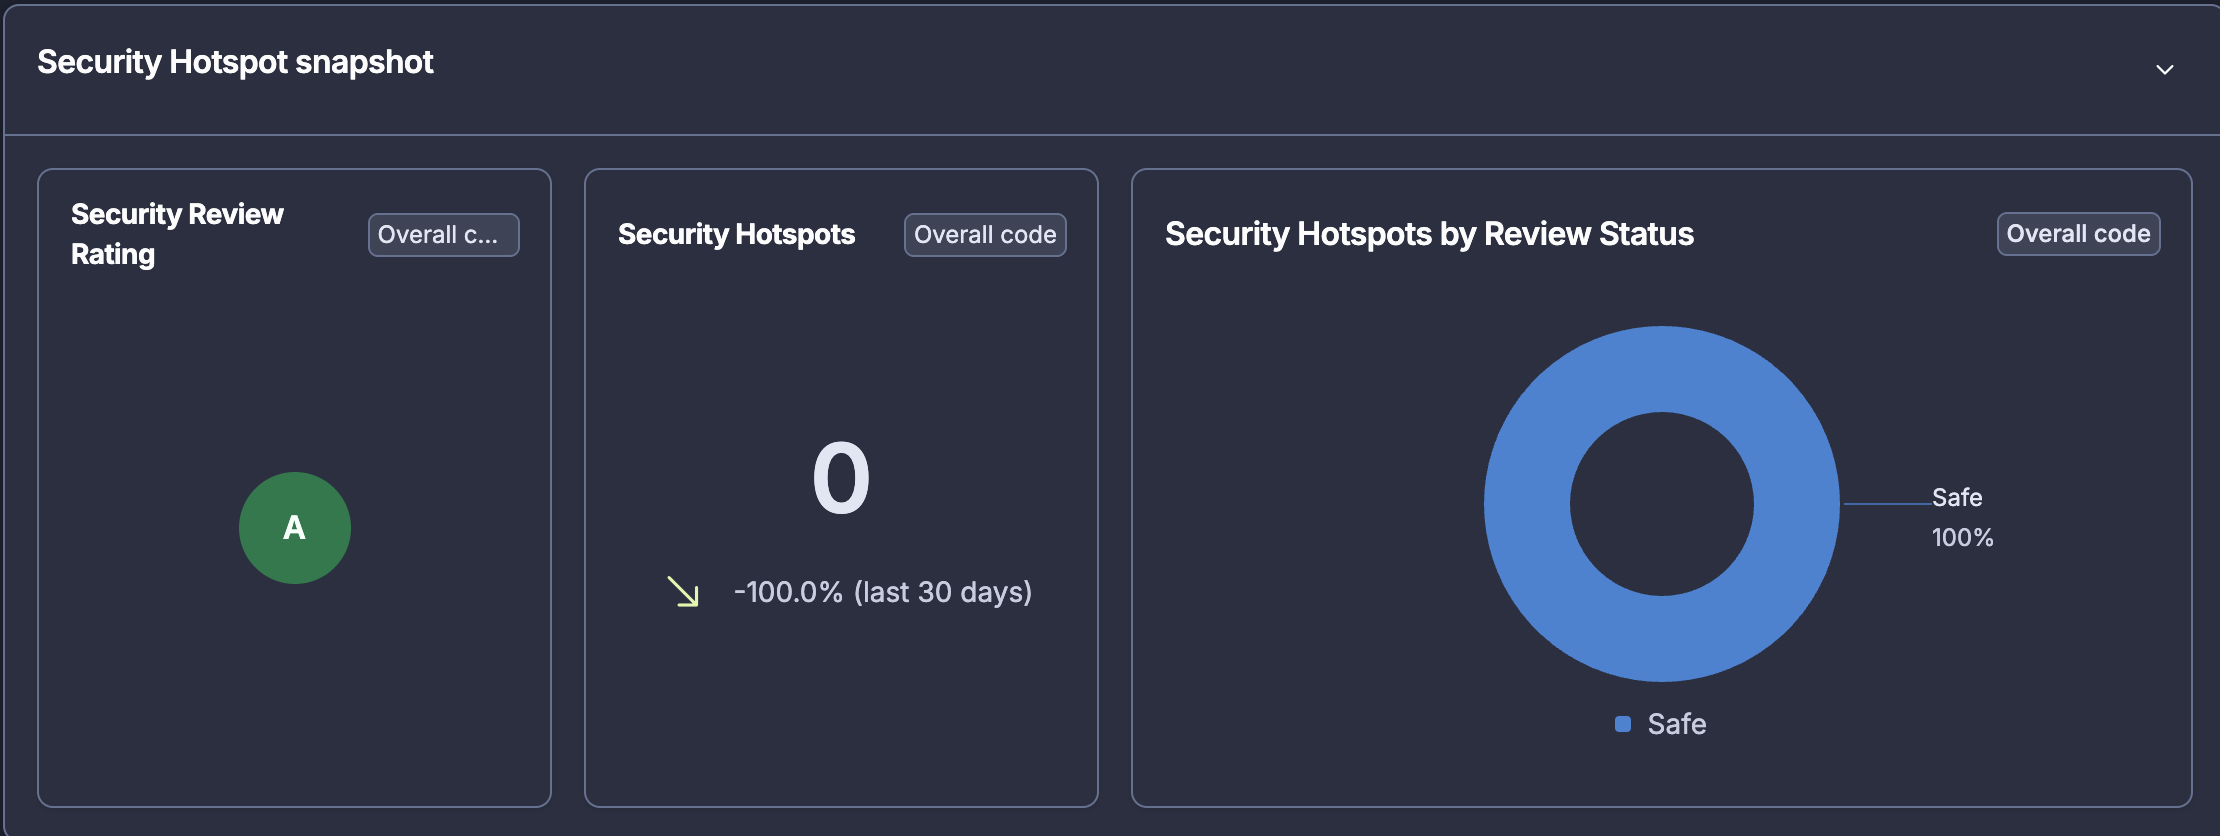 Security Hotspot snapshot
Security Review
Rating
Overall c...
A
Security Hotspots
Overall code
0
-100.0% (last 30 days)
Security Hotspots by Review Status
Overall code
Safe
100%
Safe